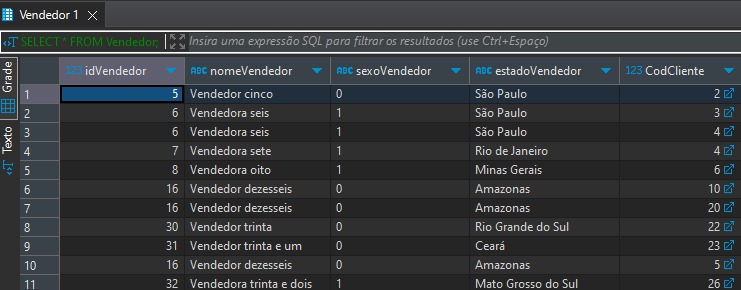 Vendedor 1
SELECT * FROM Vendedor; Insira uma expressão SQL para filtrar os resultados (use Ctrl+Espaço)
Grade
Texto
123 idVendedor ABC nomeVendedor ABC sexoVendedor ABC estadoVendedor 123 CodCliente
1 5 Vendedor cinco 0 São Paulo 2
2 6 Vendedora seis 1 São Paulo 3
3 6 Vendedora seis 1 São Paulo 4
4 7 Vendedora sete 1 Rio de Janeiro 4
5 8 Vendedora oito 1 Minas Gerais 6
6 16 Vendedor dezesseis 0 Amazonas 10
7 16 Vendedor dezesseis 0 Amazonas 20
8 30 Vendedor trinta 0 Rio Grande do Sul 22
9 31 Vendedor trinta e um 0 Ceará 23
10 16 Vendedor dezesseis 0 Amazonas 5
11 32 Vendedora trinta e dois 1 Mato Grosso do Sul 26